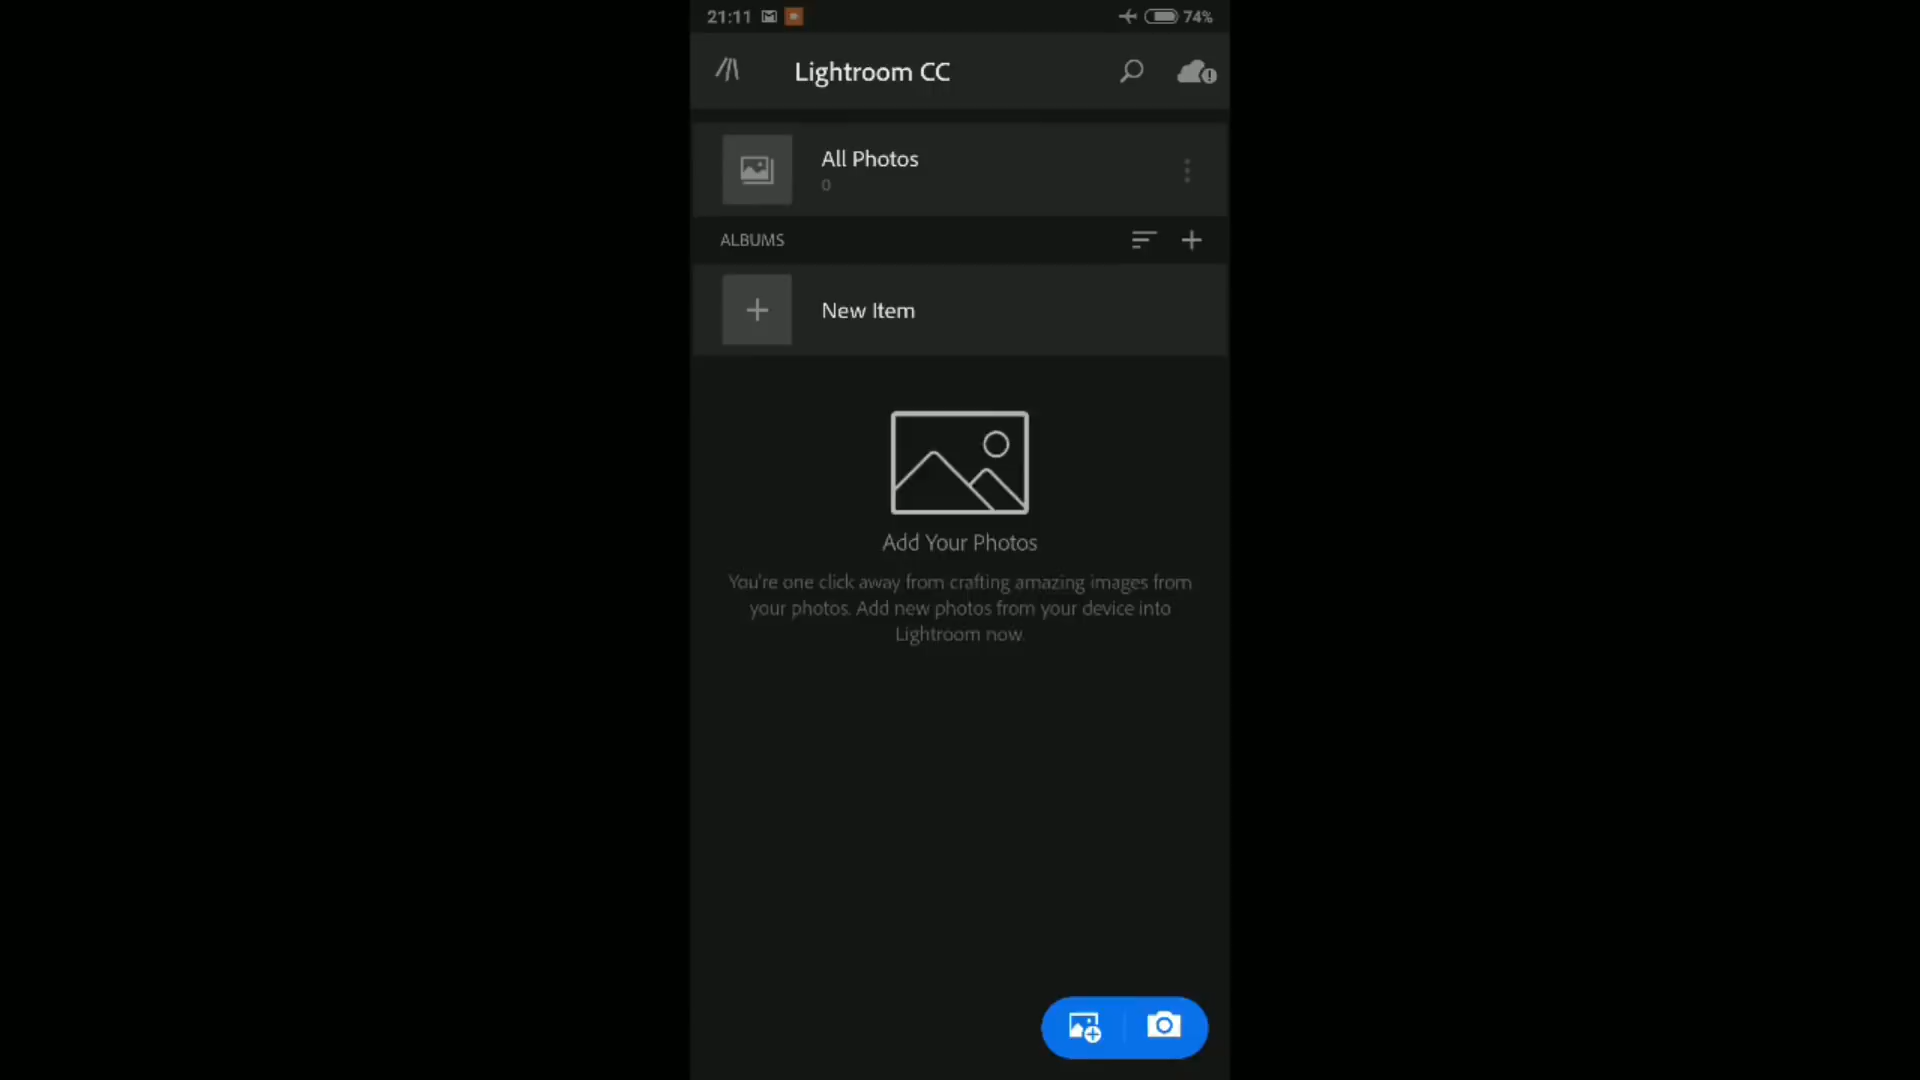 21:11
74%
Lightroom CC
All Photos
0
ALBUMS
New Item
Add Your Photos
You're one click away from crafting amazing images from
your photos. Add new photos from your device into
Lightroom now.